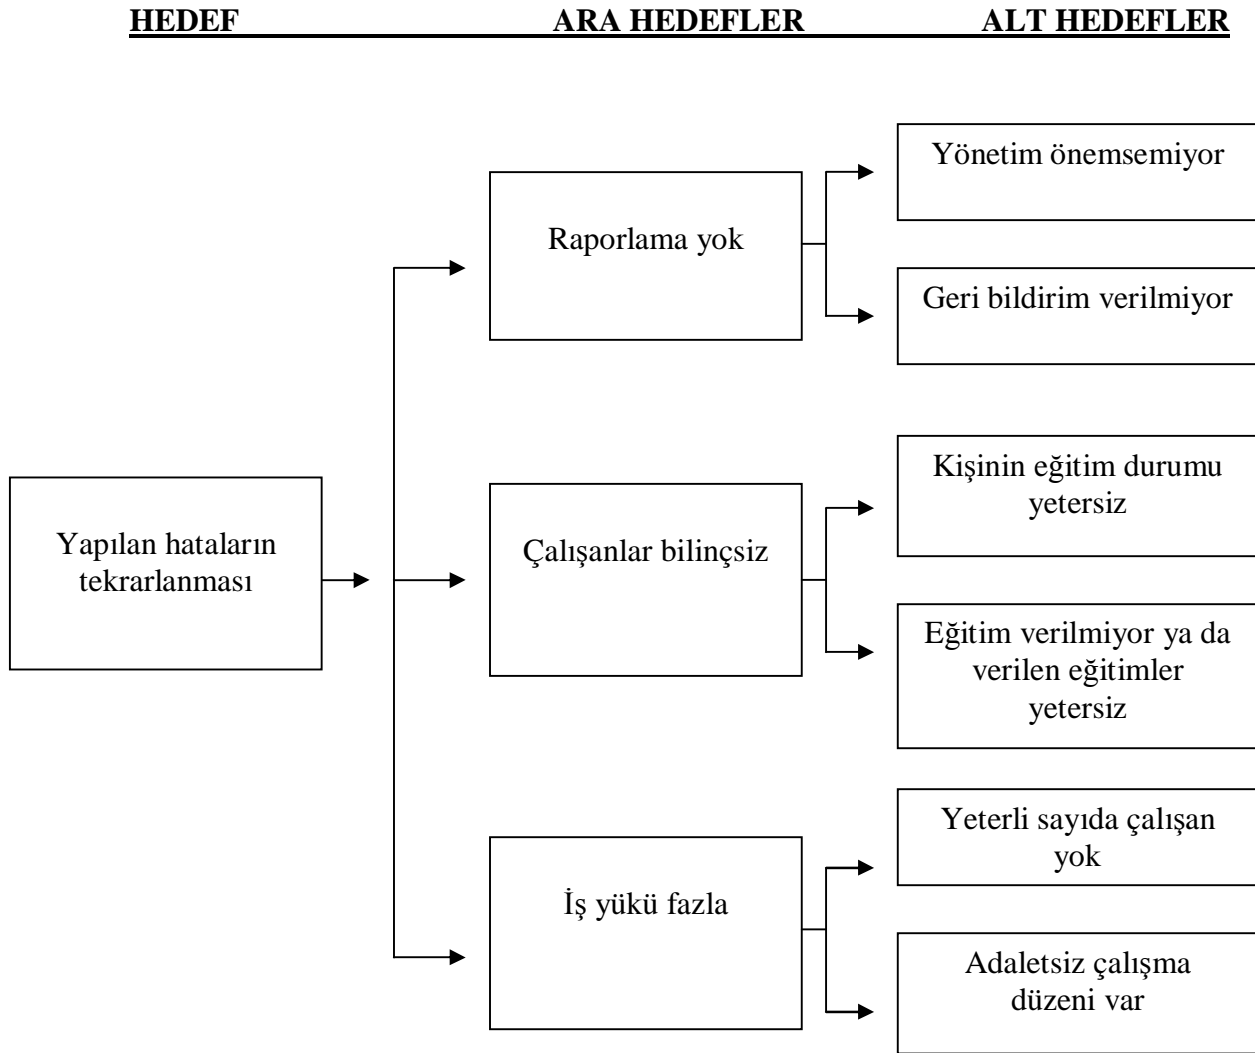 HEDEF ARA HEDEFLER ALT HEDEFLER
Yönetim önemsemiyor
Raporlama yok
Geri bildirim verilmiyor
Kişinin eğitim durumu
yetersiz
Yapılan hataların
tekrarlanması
Çalışanlar bilinçsiz
Eğitim verilmiyor ya da
verilen eğitimler
yetersiz
Yeterli sayıda çalışan
yok
İş yükü fazla
Adaletsiz çalışma
düzeni var